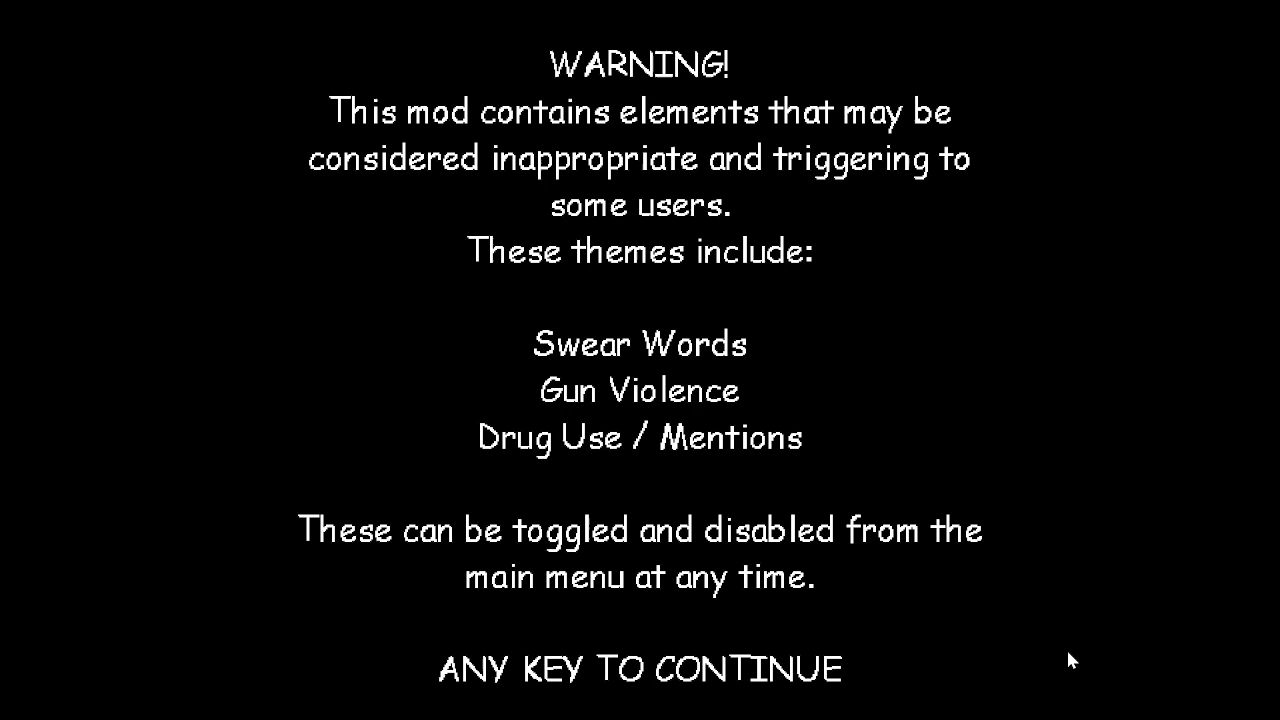 WARNING!
This mod contains elements that may be
considered inappropriate and triggering to
some users.
These themes include:
Swear Words
Gun Violence
Drug Use / Mentions
These can be toggled and disabled from the
main menu at any time.
ANY KEY TO CONTINUE